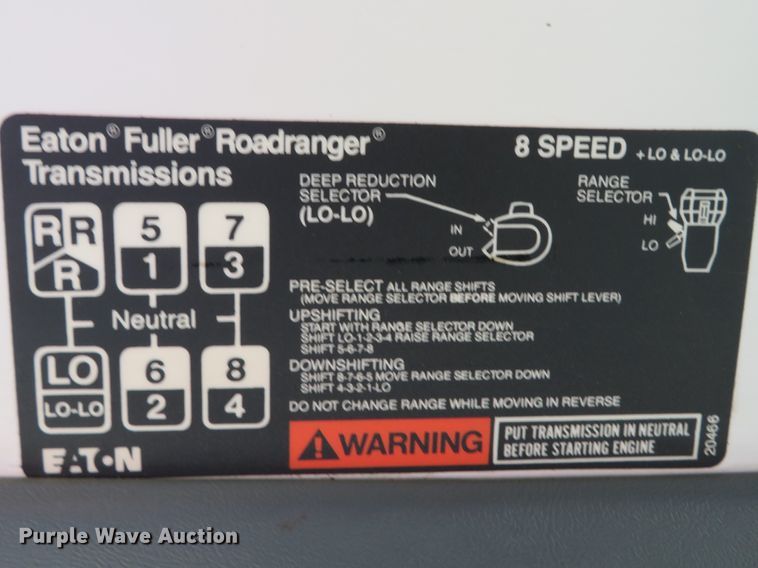 Eaton® Fuller® Roadranger®
Transmissions
8 SPEED + LO & LO-LO
R R 5 7
R 1 3
Neutral
LO 6 8
LO-LO 2 4
EATON
DEEP REDUCTION
SELECTOR
(LO-LO)
IN
OUT
RANGE
SELECTOR
HI
LO
PRE-SELECT ALL RANGE SHIFTS
(MOVE RANGE SELECTOR BEFORE MOVING SHIFT LEVER)
UPSHIFTING
START WITH RANGE SELECTOR DOWN
SHIFT LO-1-2-3-4 RAISE RANGE SELECTOR
SHIFT 5-6-7-8
DOWNSHIFTING
SHIFT 8-7-6-5 MOVE RANGE SELECTOR DOWN
SHIFT 4-3-2-1-LO
DO NOT CHANGE RANGE WHILE MOVING IN REVERSE
WARNING
PUT TRANSMISSION IN NEUTRAL
BEFORE STARTING ENGINE
20466
Purple Wave Auction